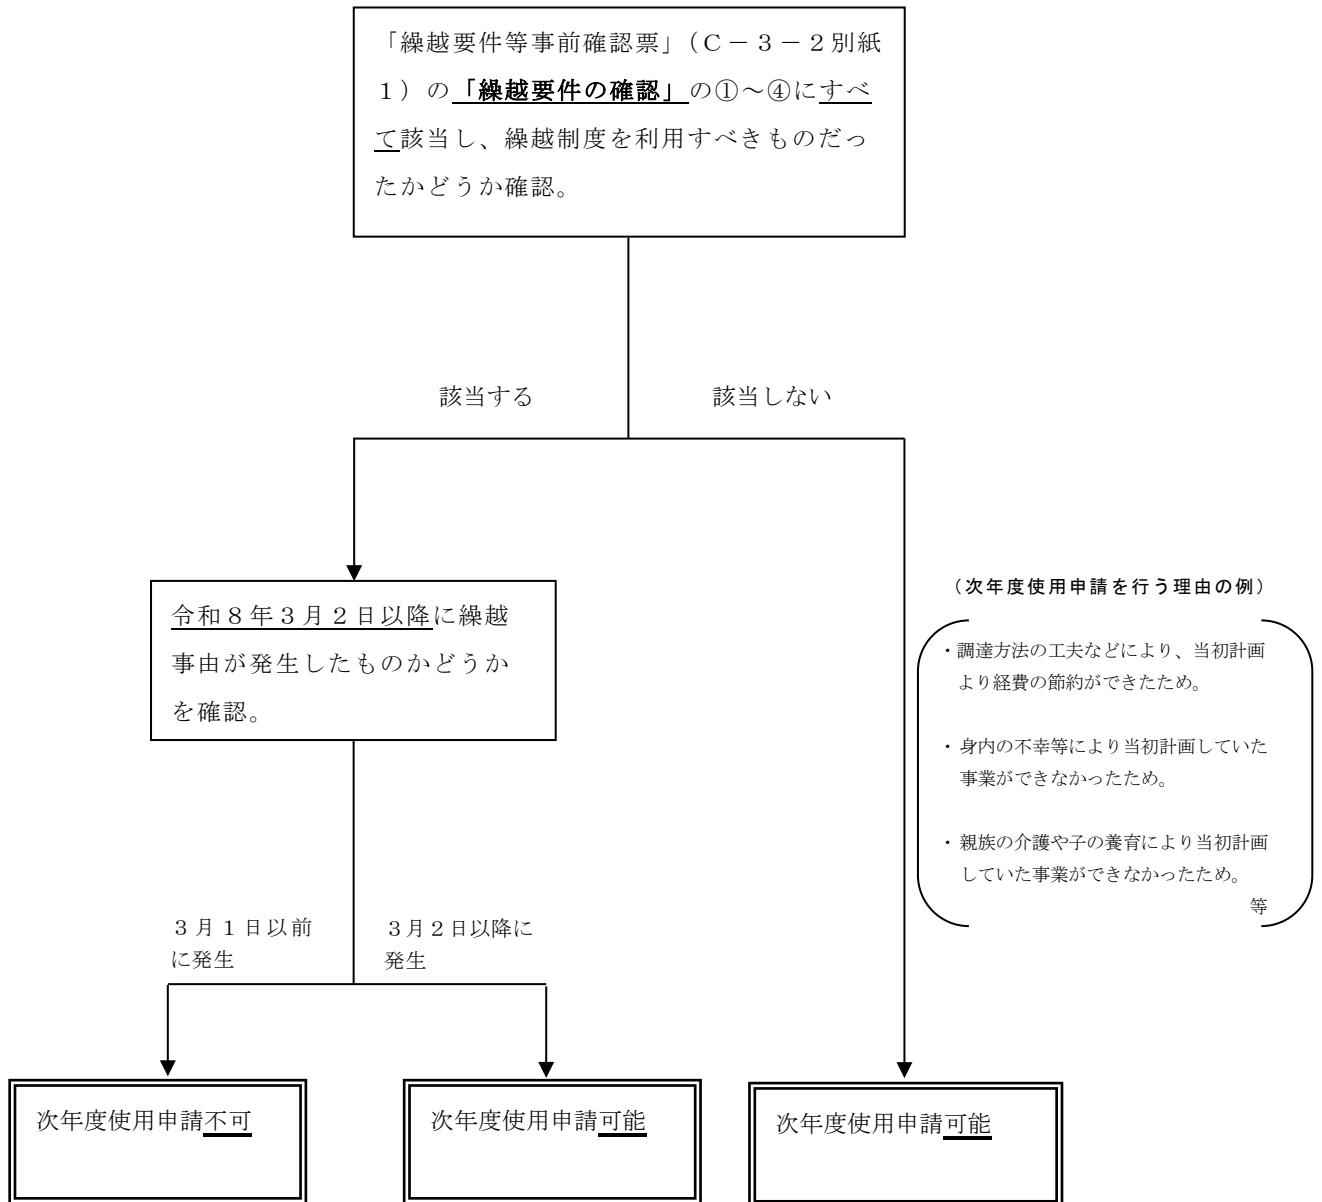 「繰越要件等事前確認票」（Ｃ－３－２別紙
１）の「繰越要件の確認」の①～④にすべ
て該当し、繰越制度を利用すべきものだっ
たかどうか確認。
該当する
該当しない
令和８年３月２日以降に繰越
事由が発生したものかどうか
を確認。
（次年度使用申請を行う理由の例）
・調達方法の工夫などにより、当初計画
より経費の節約ができたため。
・身内の不幸等により当初計画していた
事業ができなかったため。
・親族の介護や子の養育により当初計画
していた事業ができなかったため。
等
３月１日以前
に発生
３月２日以降に
発生
次年度使用申請不可
次年度使用申請可能
次年度使用申請可能